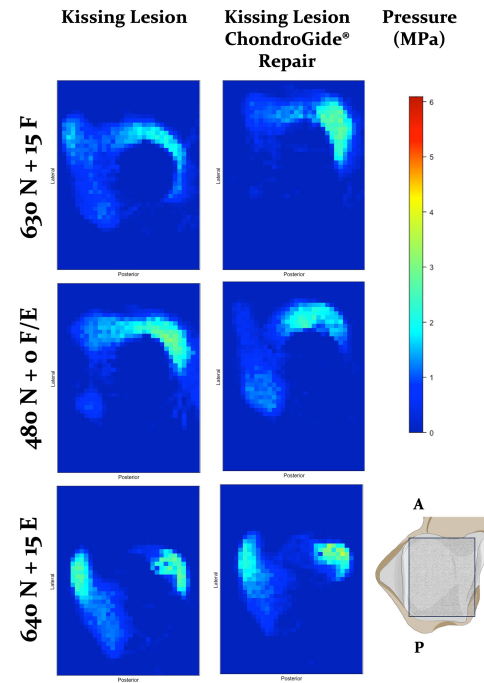 Kissing Lesion
Kissing Lesion
ChondroGide®
Repair
Pressure
(MPa)
630 N + 15 F
Lateral
Posterior
Lateral
Posterior
6
5
4
3
2
1
0
480 N + 0 F/E
Lateral
Posterior
Lateral
Posterior
640 N + 15 E
Lateral
Posterior
Lateral
Posterior
A
P